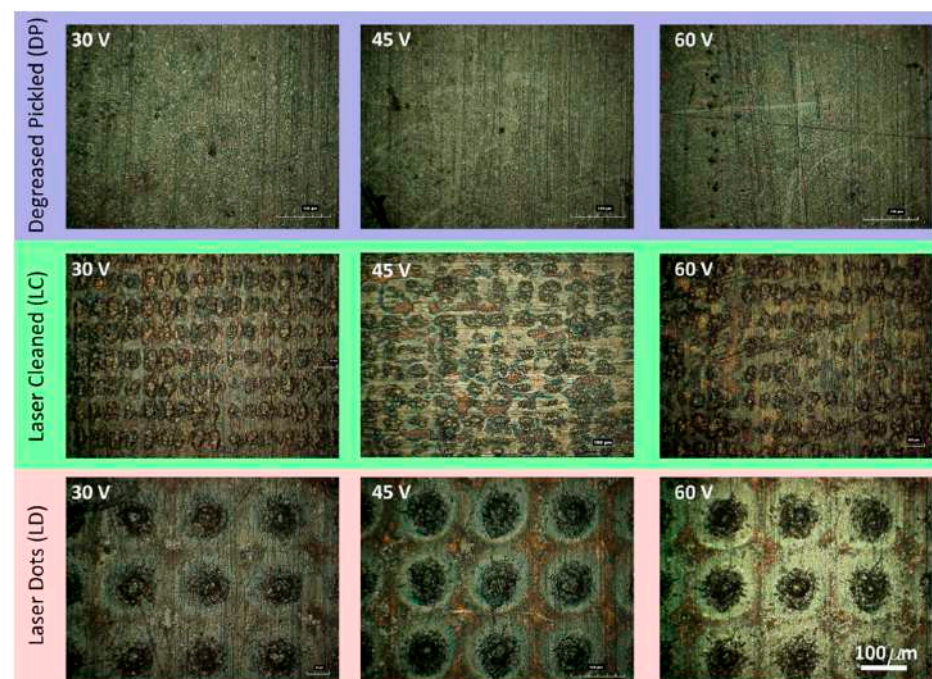 Degreased Pickled (DP)
30 V
45 V
60 V
Laser Cleaned (LC)
30 V
45 V
60 V
Laser Dots (LD)
30 V
45 V
60 V
100 µm